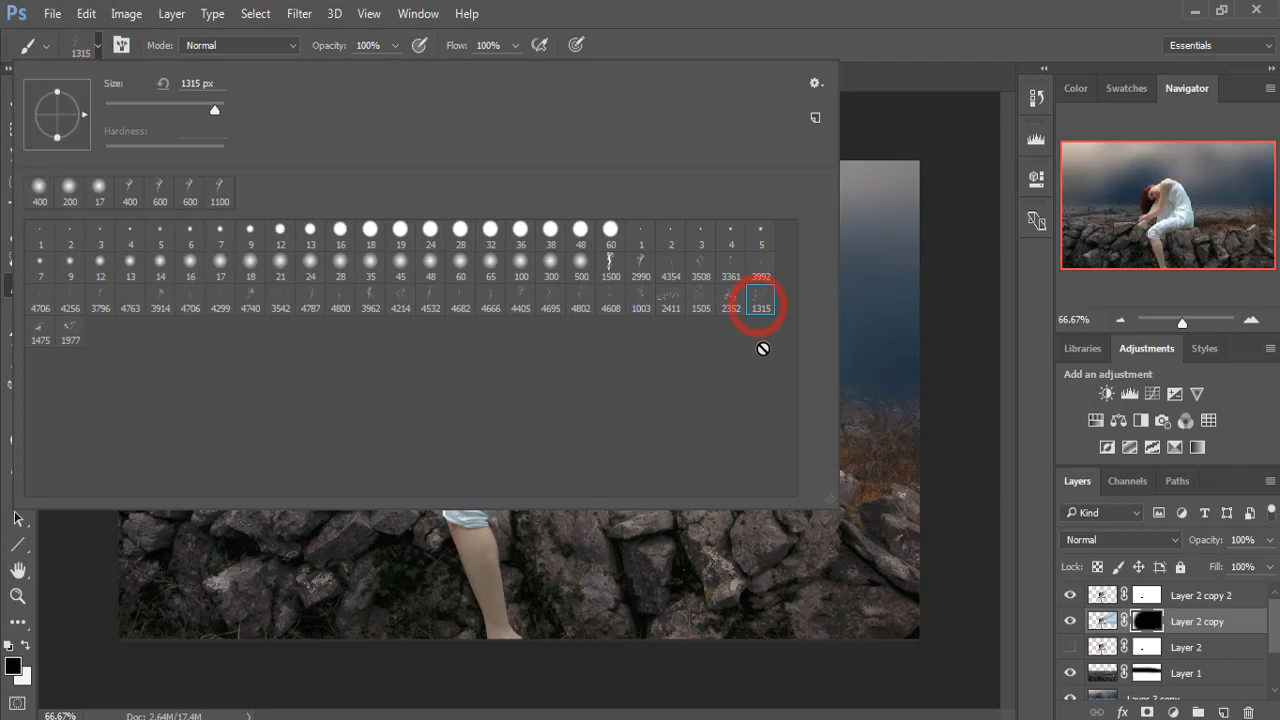 Ps File Edit Image Layer Type Select Filter 3D View Window Help
1315 Mode: Normal Opacity: 100% Flow: 100% Essentials
Size: 1315 px
Hardness:
400 200 17 400 600 600 1100
1 2 3 4 5 6 7 9 12 13 16 18 19 24 28 32 36 38 48 60 1 2 3 4 5
7 9 12 13 14 16 17 18 21 24 28 35 45 48 60 65 100 300 500 1500 2990 4354 3508 3361 3992
4706 4256 3796 4763 3914 4706 4299 4740 3542 4787 4800 3962 4214 4532 4682 4666 4405 4695 4802 4608 1003 2411 1505 2352 1315
1475 1977
Color Swatches Navigator
66.67%
Libraries Adjustments Styles
Add an adjustment
Layers Channels Paths
Kind
Normal Opacity: 100%
Lock: Fill: 100%
Layer 2 copy 2
Layer 2 copy
Layer 2
Layer 1
Layer 3 copy
66.67% Doc: 2.64M/17.4M